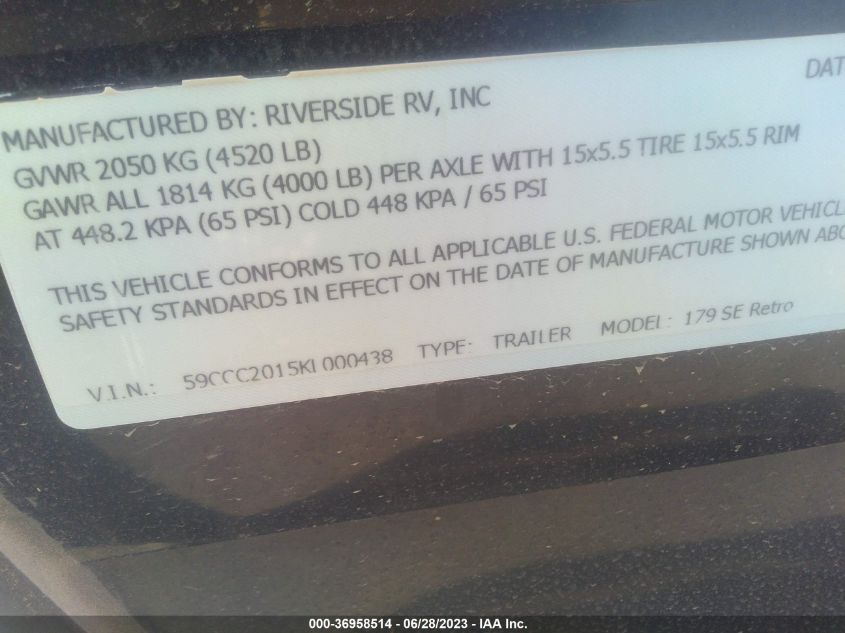 DAT
MANUFACTURED BY: RIVERSIDE RV, INC
GVWR 2050 KG (4520 LB)
GAWR ALL 1814 KG (4000 LB) PER AXLE WITH 15x5.5 TIRE 15x5.5 RIM
AT 448.2 KPA (65 PSI) COLD 448 KPA / 65 PSI
THIS VEHICLE CONFORMS TO ALL APPLICABLE U.S. FEDERAL MOTOR VEHICL
SAFETY STANDARDS IN EFFECT ON THE DATE OF MANUFACTURE SHOWN ABO
V.I.N.: 59CCC2015KL000438 TYPE: TRAILER MODEL: 179 SE Retro
000-36958514 / 06/28/2023 - IAA Inc.